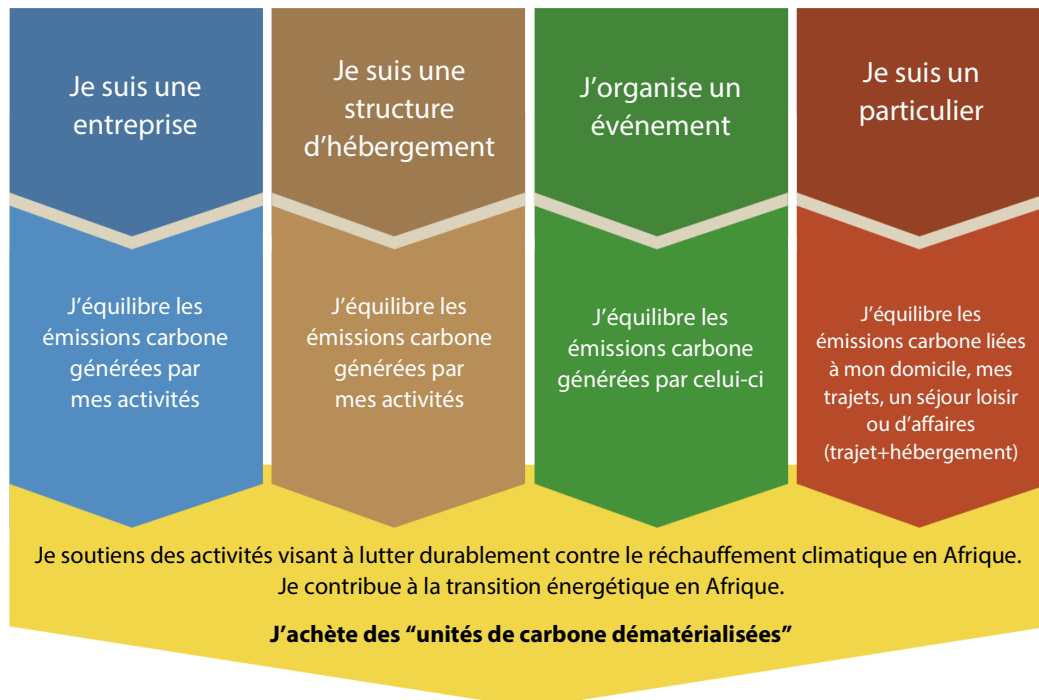 Je suis une
entreprise
Je suis une
structure
d’hébergement
J’organise un
événement
Je suis un
particulier
J’équilibre les
émissions carbone
générées par
mes activités
J’équilibre les
émissions carbone
générées par
mes activités
J’équilibre les
émissions carbone
générées par celui-ci
J’équilibre les
émissions carbone liées
à mon domicile, mes
trajets, un séjour loisir
ou d’affaires
(trajet+hébergement)
Je soutiens des activités visant à lutter durablement contre le réchauffement climatique en Afrique.
Je contribue à la transition énergétique en Afrique.
J’achète des “unités de carbone dématérialisées”